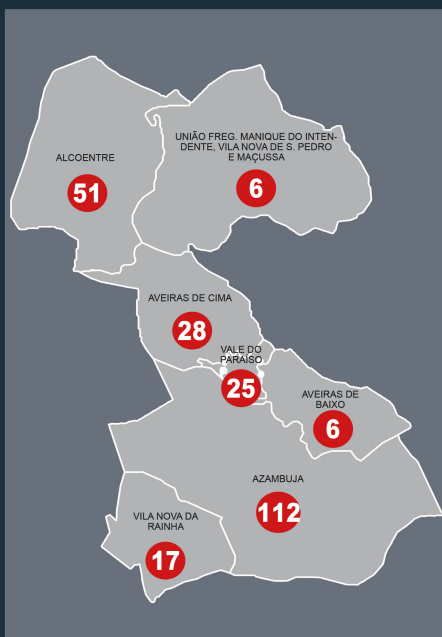 UNIÃO FREG. MANIQUE DO INTEN-
DENTE, VILA NOVA DE S. PEDRO
E MAÇUSSA
6
ALCOENTRE
51
AVEIRAS DE CIMA
28
VALE DO
PARAÍSO
25
AVEIRAS DE
BAIXO
6
AZAMBUJA
112
VILA NOVA DA
RAINHA
17